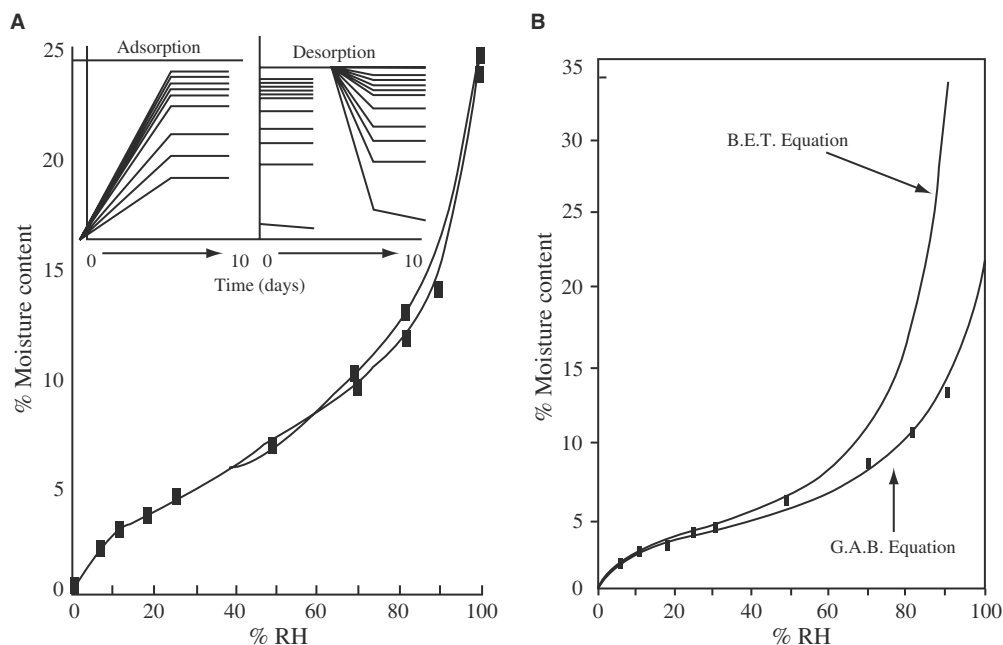 A
Adsorption
Desorption
25
20
15
10
5
0
% Moisture content
0 10 0 10
Time (days)
0 20 40 60 80 100
% RH
B
35
30
25
20
15
10
5
0
% Moisture content
B.E.T. Equation
G.A.B. Equation
0 20 40 60 80 100
% RH